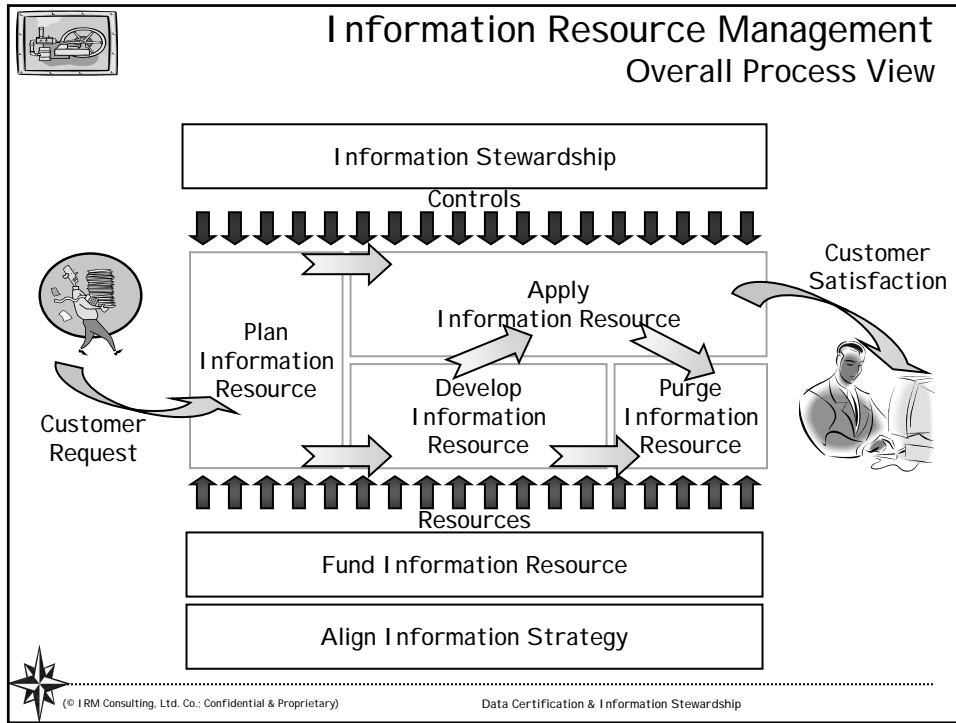 Information Resource Management
Overall Process View
Information Stewardship
Controls
Customer
Request
Plan
Information
Resource
Apply
Information Resource
Develop
Information
Resource
Purge
Information
Resource
Customer
Satisfaction
Resources
Fund Information Resource
Align Information Strategy
(© IRM Consulting, Ltd. Co.; Confidential & Proprietary)
Data Certification & Information Stewardship